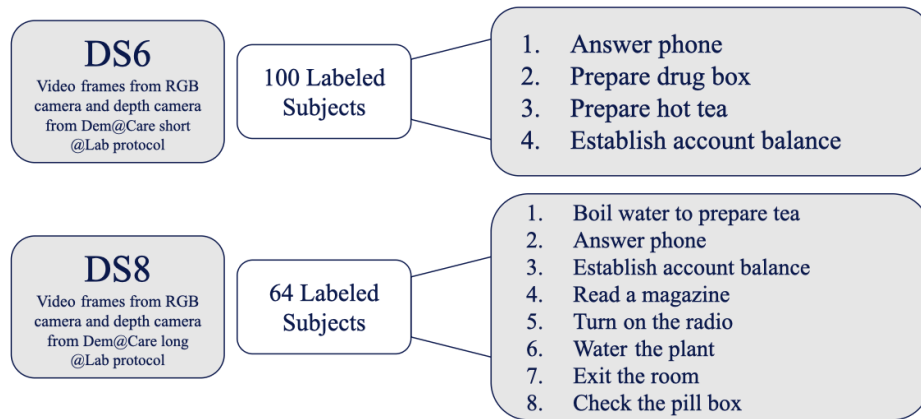 DS6
Video frames from RGB
camera and depth camera
from Dem@Care short
@Lab protocol
100 Labeled
Subjects
1. Answer phone
2. Prepare drug box
3. Prepare hot tea
4. Establish account balance
DS8
Video frames from RGB
camera and depth camera
from Dem@Care long
@Lab protocol
64 Labeled
Subjects
1. Boil water to prepare tea
2. Answer phone
3. Establish account balance
4. Read a magazine
5. Turn on the radio
6. Water the plant
7. Exit the room
8. Check the pill box